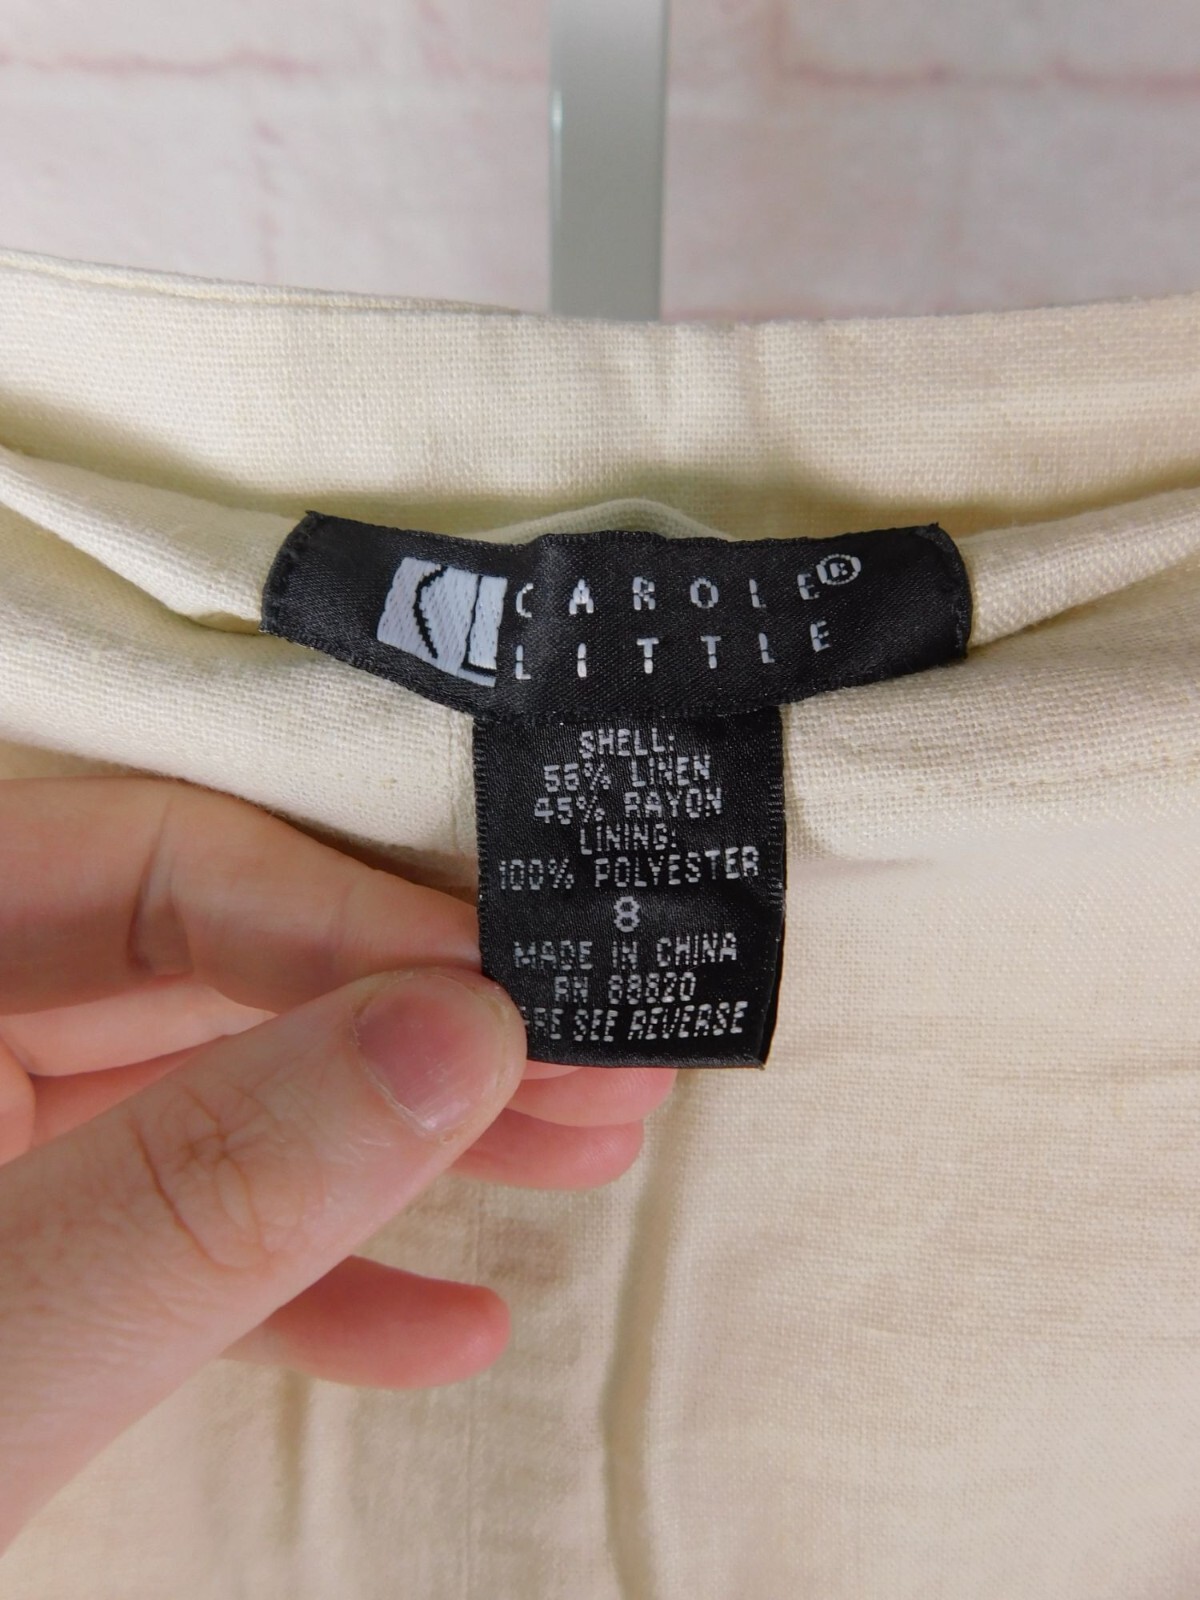 CAROLE®
LITTLE
SHELL:
55% LINEN
45% RAYON
LINING:
100% POLYESTER
8
MADE IN CHINA
RN 88820
SEE REVERSE